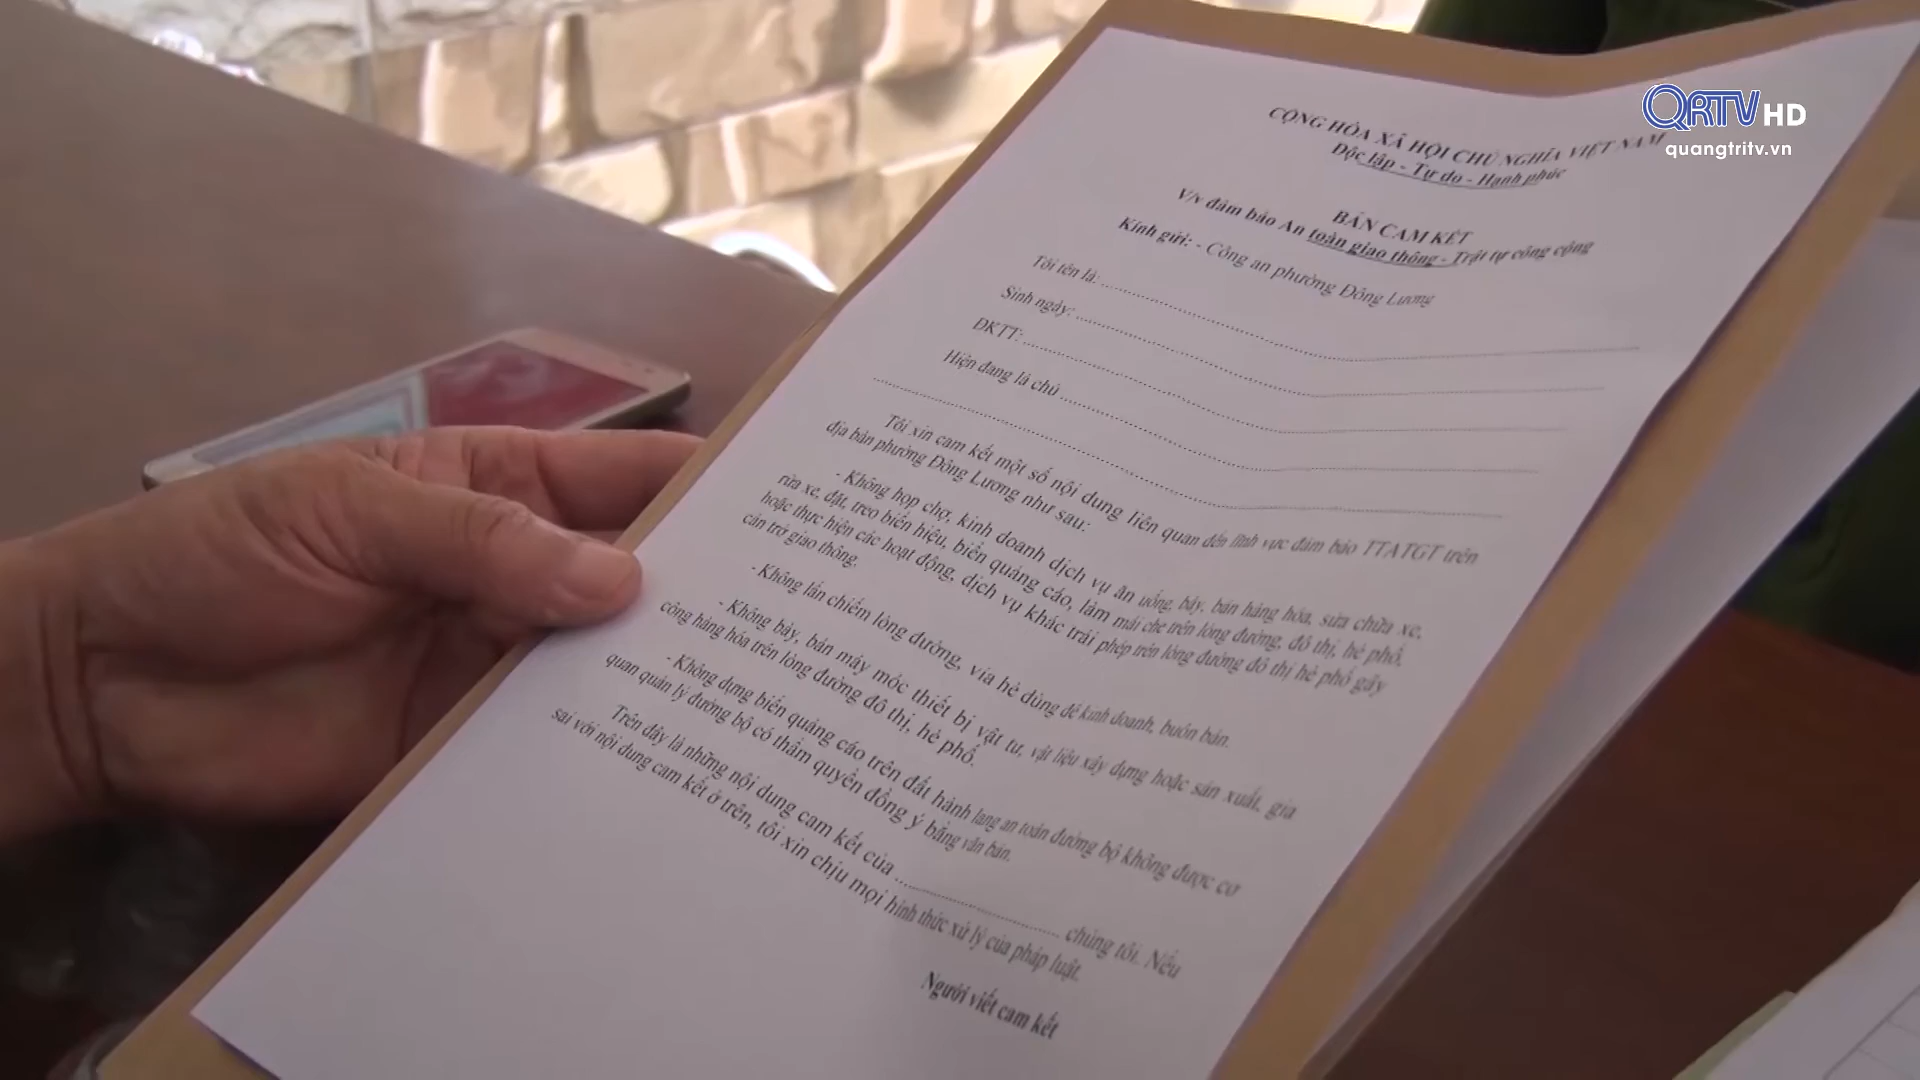 QRTV HD
quangtritv.vn
CỘNG HÒA XÃ HỘI CHỦ NGHĨA VIỆT NAM
Độc lập - Tự do - Hạnh phúc
BẢN CAM KẾT
V/v đảm bảo An toàn giao thông - Trật tự công cộng
Kính gửi: - Công an phường Đông Lương
Tôi tên là:
Sinh ngày:
ĐKTT:
Hiện đang là chủ
Tôi xin cam kết một số nội dung liên quan đến lĩnh vực đảm bảo TTATGT trên
địa bàn phường Đông Lương như sau:
- Không họp chợ, kinh doanh dịch vụ ăn uống, bày, bán hàng hóa, sửa chữa xe,
rửa xe, đặt, treo biển hiệu, biển quảng cáo, làm mái che trên lòng đường, đô thị, hè phố,
hoặc thực hiện các hoạt động, dịch vụ khác trái phép trên lòng đường đô thị hè phố gây
cản trở giao thông.
- Không lấn chiếm lòng đường, vỉa hè dùng để kinh doanh, buôn bán.
- Không bày, bán máy móc thiết bị vật tư, vật liệu xây dựng hoặc sản xuất, gia
công hàng hóa trên lòng đường đô thị, hè phố.
- Không dựng biển quảng cáo trên đất hành lang an toàn đường bộ không được cơ
quan quản lý đường bộ có thẩm quyền đồng ý bằng văn bản.
Trên đây là những nội dung cam kết của ........................ chúng tôi. Nếu
sai với nội dung cam kết ở trên, tôi xin chịu mọi hình thức xử lý của pháp luật.
Người viết cam kết